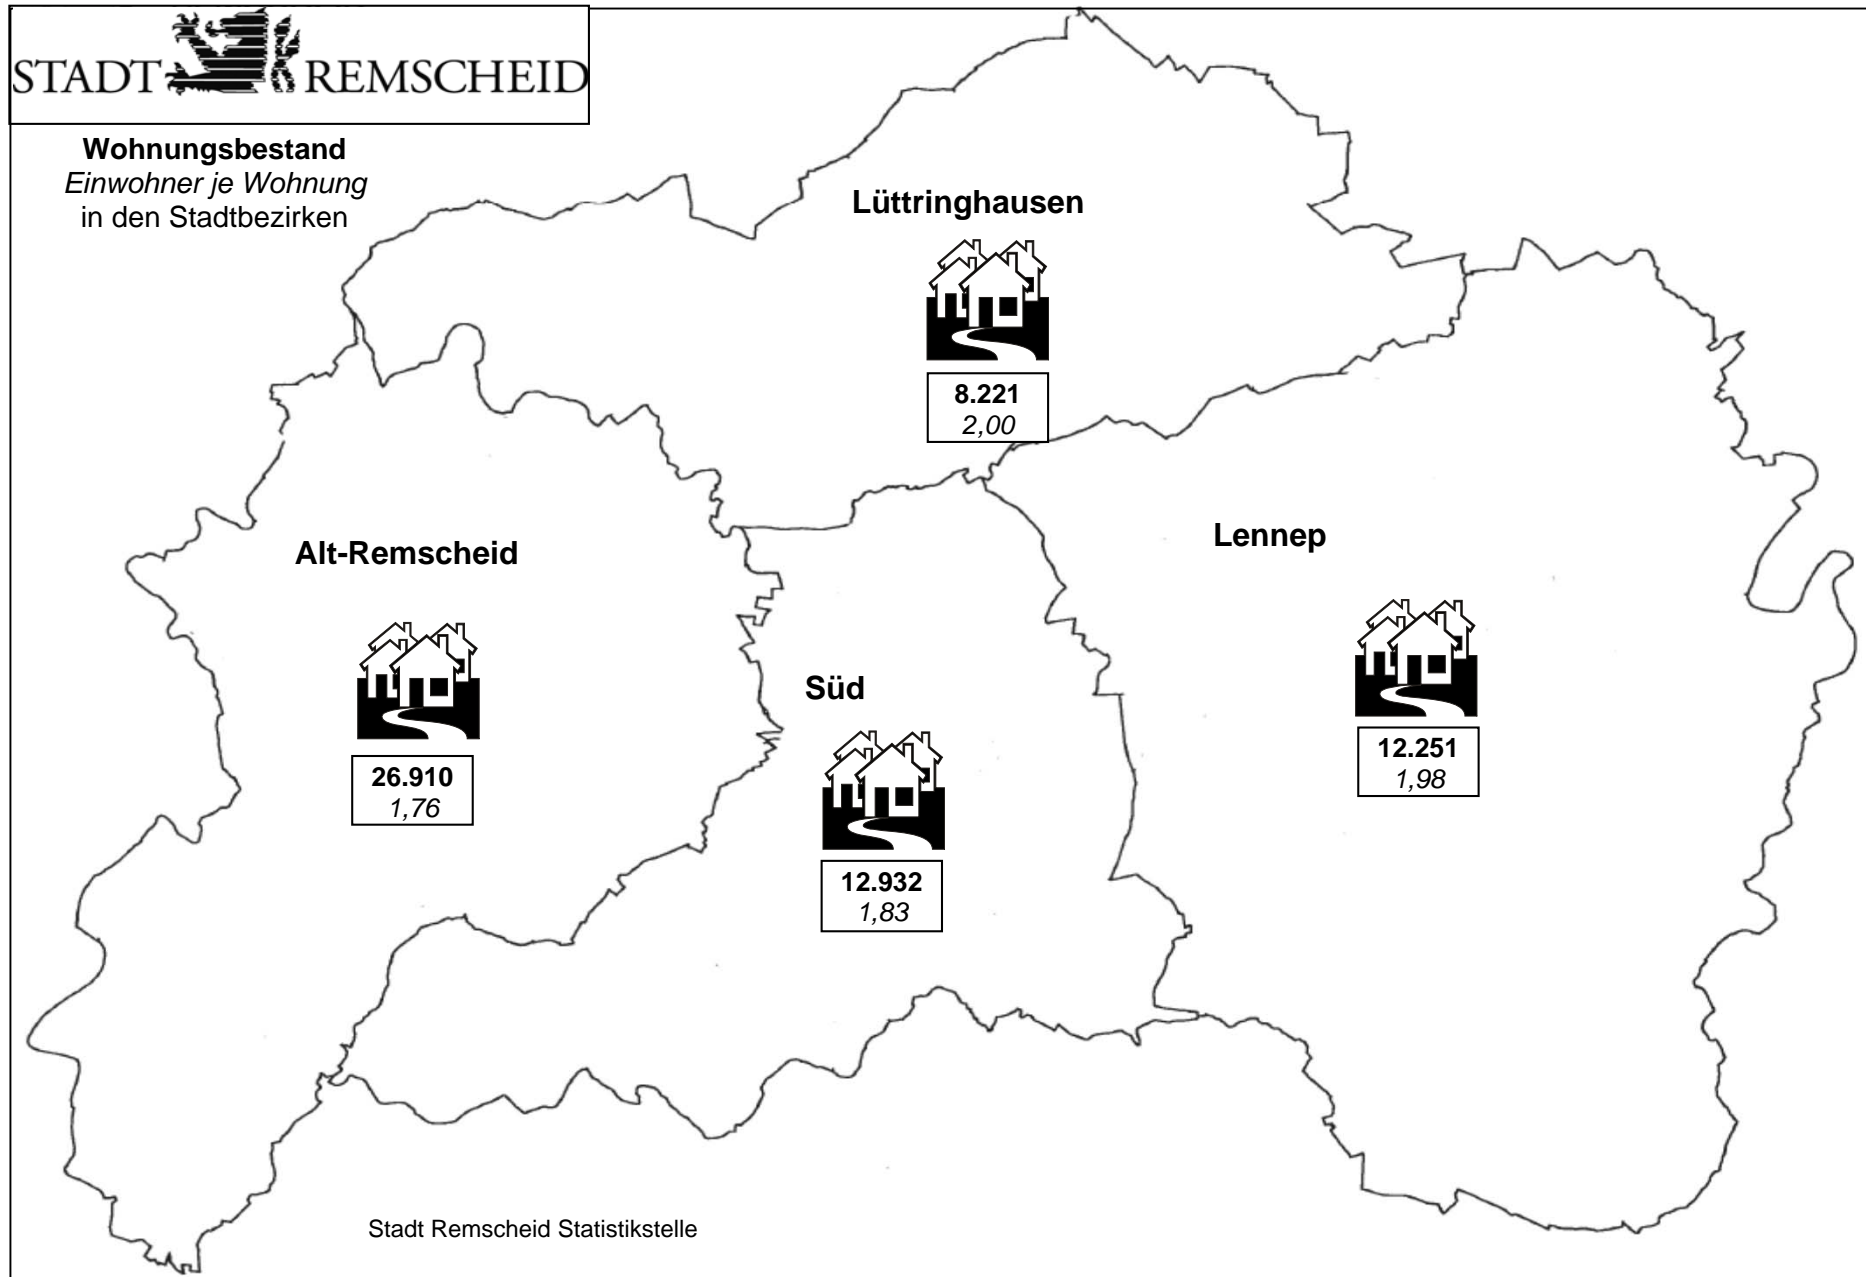 STADT REMSCHEID
Wohnungsbestand
Einwohner je Wohnung
in den Stadtbezirken
Lüttringhausen
8.221
2,00
Lennep
12.251
1,98
Alt-Remscheid
26.910
1,76
Süd
12.932
1,83
Stadt Remscheid Statistikstelle